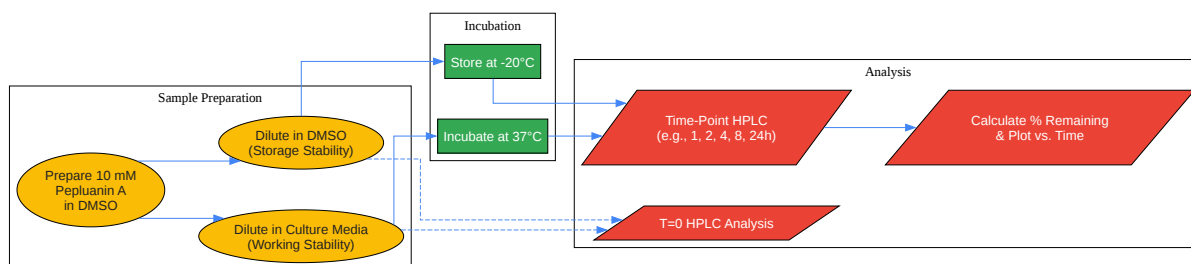 Sample Preparation
Prepare 10 mM
Pepluanin A
in DMSO
Dilute in DMSO
(Storage Stability)
Dilute in Culture Media
(Working Stability)
Incubation
Store at -20°C
Incubate at 37°C
Analysis
Time-Point HPLC
(e.g., 1, 2, 4, 8, 24h)
T=0 HPLC Analysis
Calculate % Remaining
& Plot vs. Time